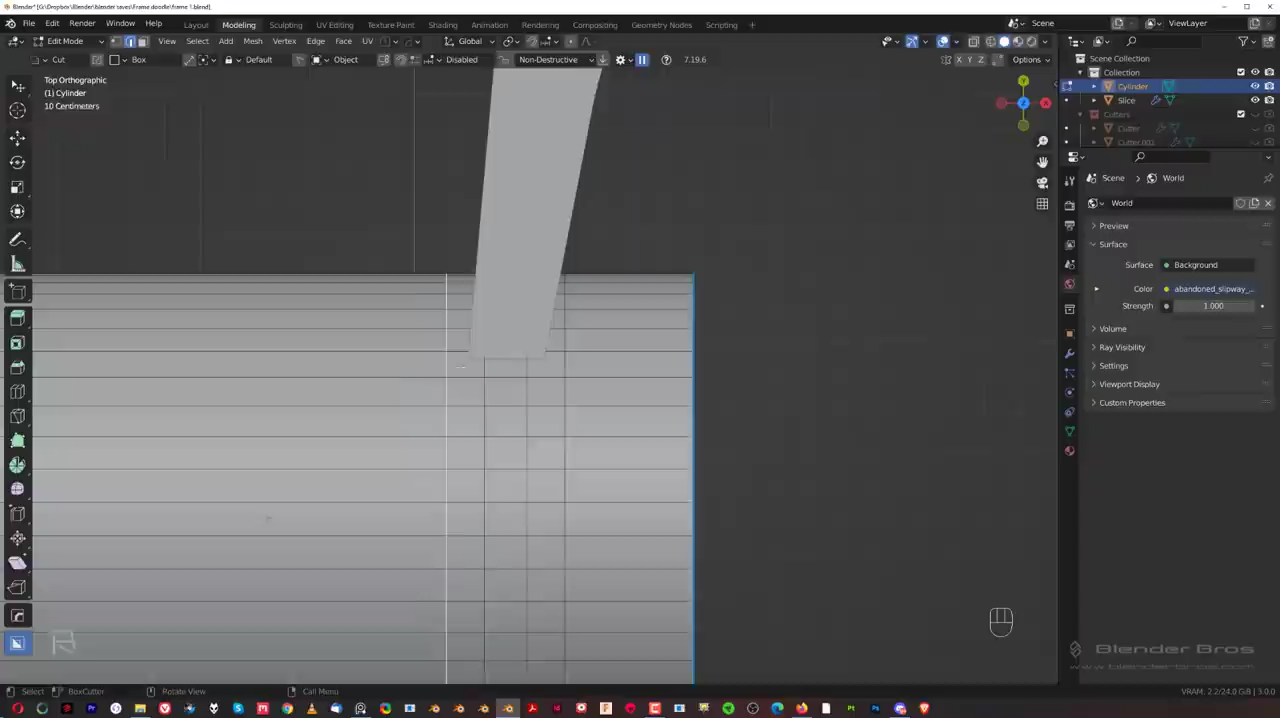 Blender* [G:\Dropbox\Blender\blender saves\Frame doodle\frame 1.blend]
File Edit Render Window Help Layout Modeling Sculpting UV Editing Texture Paint Shading Animation Rendering Compositing Geometry Nodes Scripting + Scene ViewLayer
Edit Mode View Select Add Mesh Vertex Edge Face UV Global
Cut Box Default Object Disabled Non-Destructive 7.19.6 X Y Z Options
Top Orthographic
(1) Cylinder
10 Centimeters
Y
Z
X
Scene Collection
Collection
Cylinder
Slice
Cutters
Cutter
Cutter.001
Scene > World
World
Preview
Surface
Surface Background
Color abandoned_slipway_...
Strength 1.000
Volume
Ray Visibility
Settings
Viewport Display
Custom Properties
Blender Bros
Select BoxCutter Rotate View Call Menu VRAM: 2.2/24.0 GiB | 3.0.0